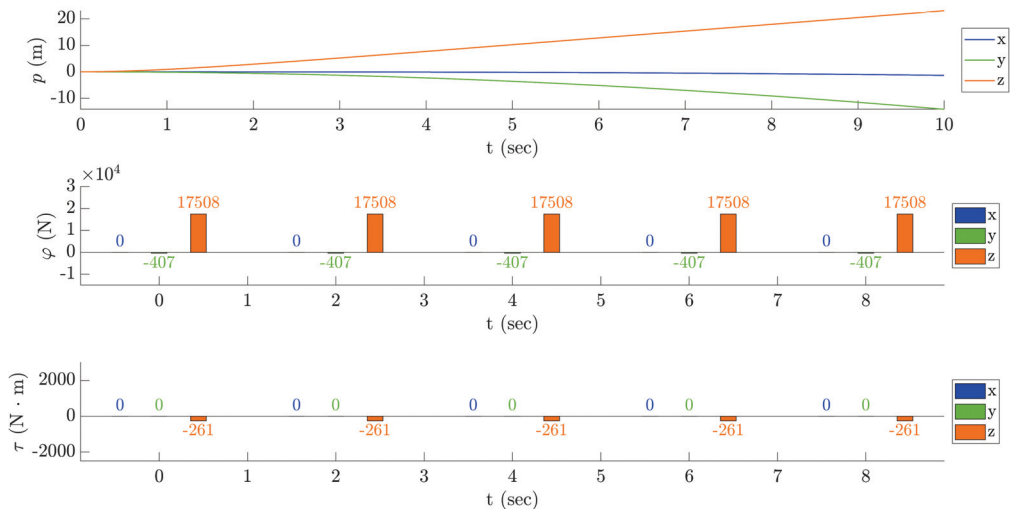 20
10
0
-10
p (m)
0 1 2 3 4 5 6 7 8 9 10
t (sec)
x
y
z
×10⁴
3
2
1
0
-1
φ (N)
17508 17508 17508 17508 17508
0 0 0 0 0
-407 -407 -407 -407 -407
0 1 2 3 4 5 6 7 8
t (sec)
x
y
z
2000
0
-2000
τ (N · m)
0 0 0 0 0 0 0 0 0 0
-261 -261 -261 -261 -261
0 1 2 3 4 5 6 7 8
t (sec)
x
y
z